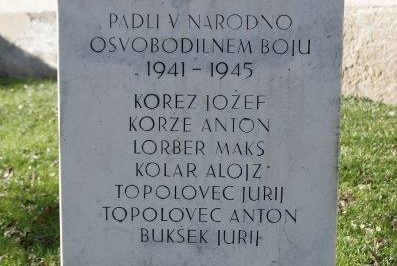 PADLI V NARODNO
OSVOBODILNEM BOJU
1941 - 1945
KOREZ JOŽEF
KORZE ANTON
LORBER MAKS
KOLAR ALOJZ
TOPOLOVEC JURIJ
TOPOLOVEC ANTON
BUKSEK JURIJ